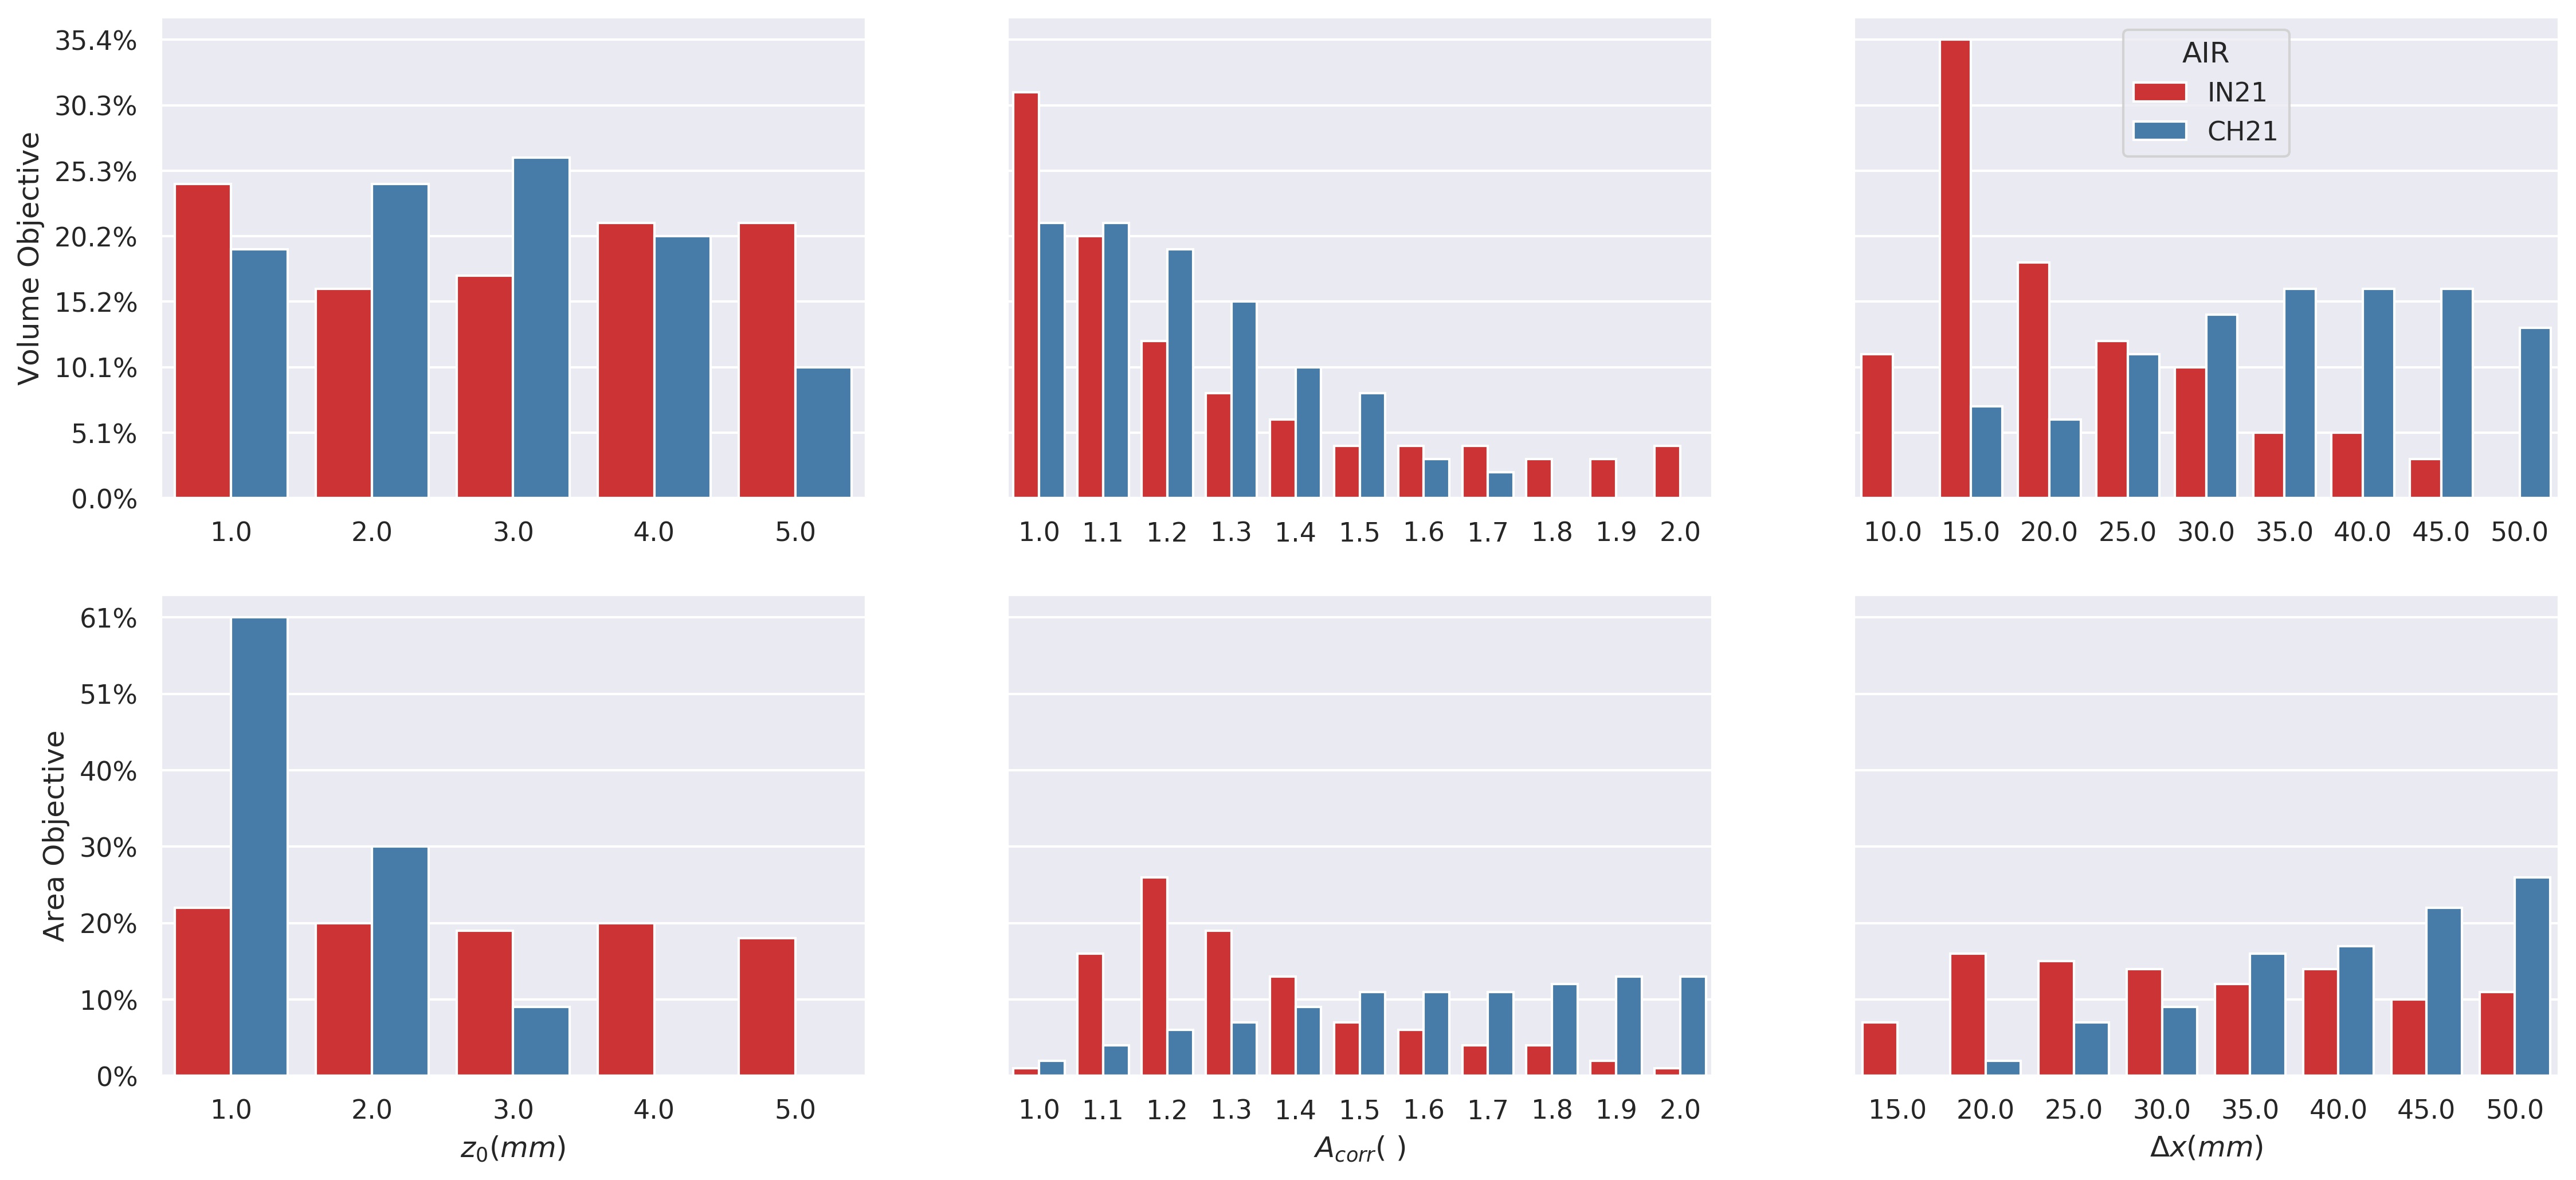 Volume Objective
35.4%
30.3%
25.3%
20.2%
15.2%
10.1%
5.1%
0.0%
1.0 2.0 3.0 4.0 5.0
1.0 1.1 1.2 1.3 1.4 1.5 1.6 1.7 1.8 1.9 2.0
AIR
IN21
CH21
10.0 15.0 20.0 25.0 30.0 35.0 40.0 45.0 50.0
Area Objective
61%
51%
40%
30%
20%
10%
0%
1.0 2.0 3.0 4.0 5.0
z₀(mm)
1.0 1.1 1.2 1.3 1.4 1.5 1.6 1.7 1.8 1.9 2.0
A_corr( )
15.0 20.0 25.0 30.0 35.0 40.0 45.0 50.0
Δx(mm)